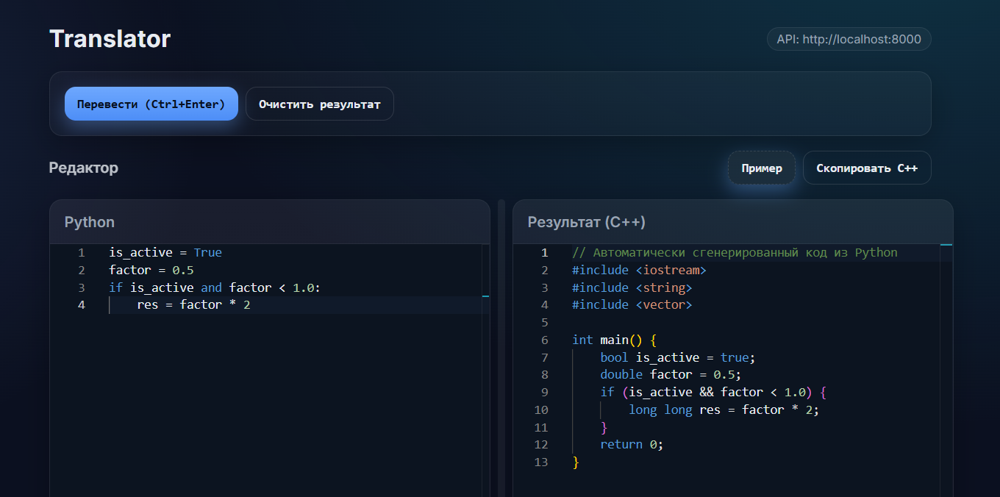 Translator
API: http://localhost:8000
Перевести (Ctrl+Enter)
Очистить результат
Редактор
Пример
Скопировать C++
Python
1 is_active = True
2 factor = 0.5
3 if is_active and factor < 1.0:
4     res = factor * 2
Результат (C++)
1 // Автоматически сгенерированный код из Python
2 #include <iostream>
3 #include <string>
4 #include <vector>
5
6 int main() {
7     bool is_active = true;
8     double factor = 0.5;
9     if (is_active && factor < 1.0) {
10         long long res = factor * 2;
11     }
12     return 0;
13 }